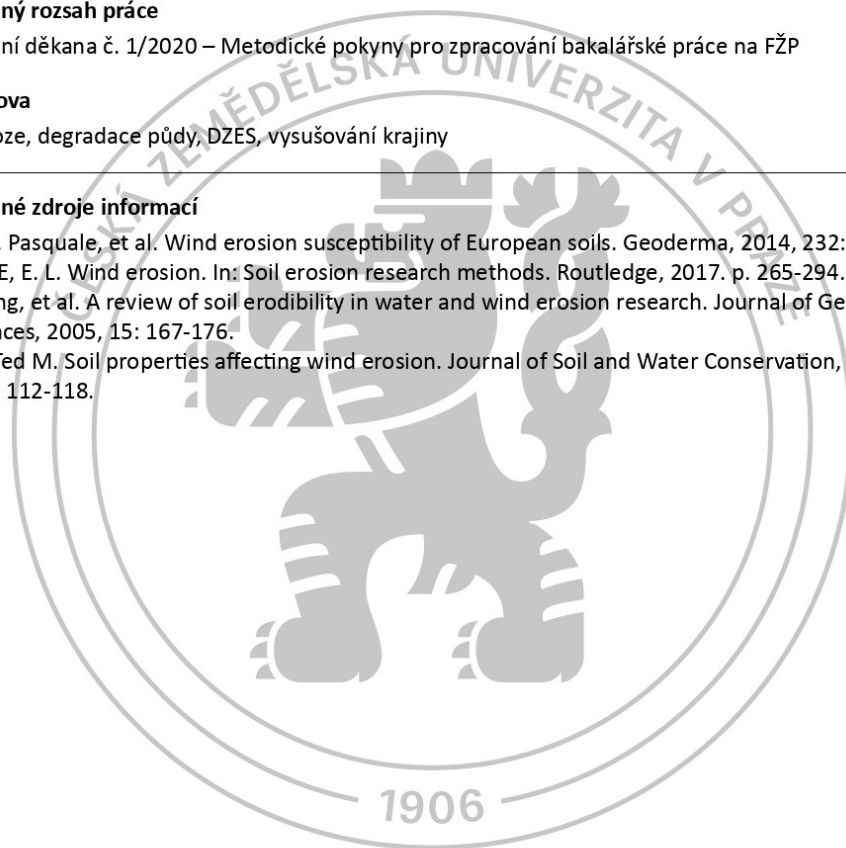 ný rozsah práce
ní děkana č. 1/2020 – Metodické pokyny pro zpracování bakalářské práce na FŽP
ova
oze, degradace půdy, DZES, vysušování krajiny
né zdroje informací
. Pasquale, et al. Wind erosion susceptibility of European soils. Geoderma, 2014, 232:
E, E. L. Wind erosion. In: Soil erosion research methods. Routledge, 2017. p. 265-294.
ng, et al. A review of soil erodibility in water and wind erosion research. Journal of Ge
nces, 2005, 15: 167-176.
Ted M. Soil properties affecting wind erosion. Journal of Soil and Water Conservation,
112-118.
ČESKÁ ZEMĚDĚLSKÁ UNIVERZITA V PRAZE
1906